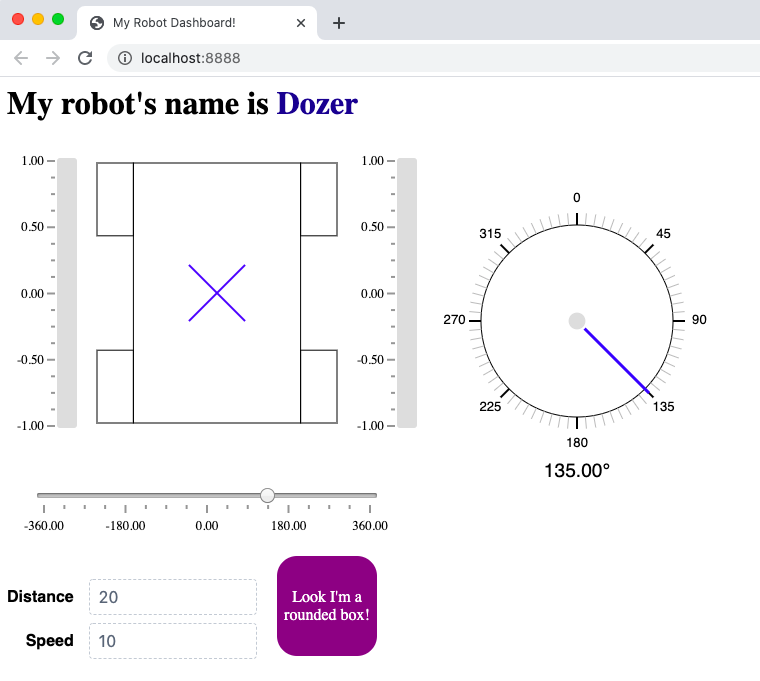 My Robot Dashboard!
localhost:8888
My robot's name is Dozer
1.00
0.50
0.00
-0.50
-1.00
1.00
0.50
0.00
-0.50
-1.00
0
45
90
135
180
225
270
315
135.00°
-360.00 -180.00 0.00 180.00 360.00
Distance 20
Speed 10
Look I'm a
rounded box!